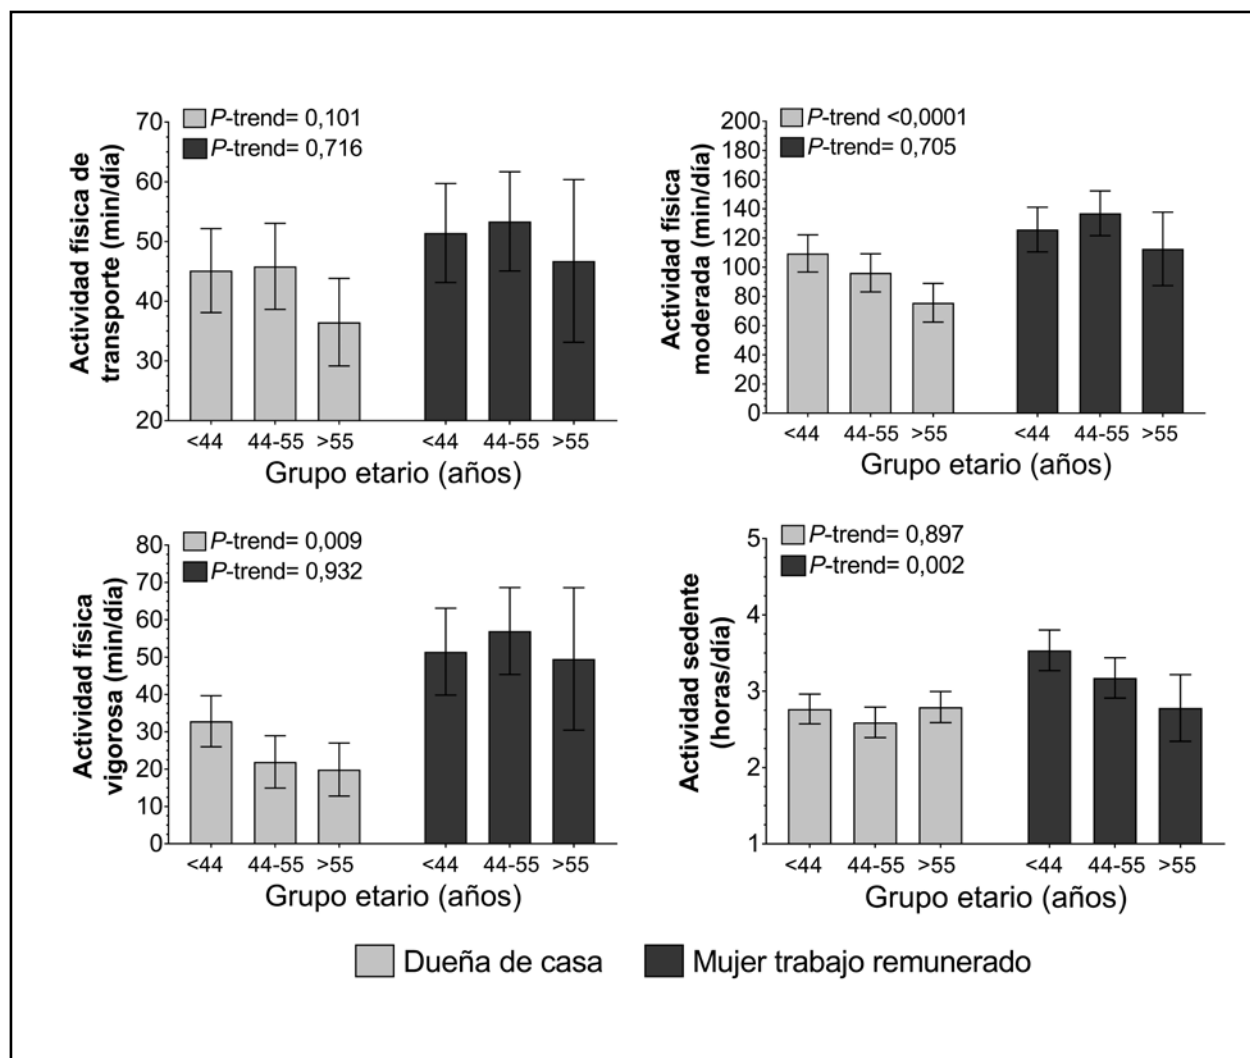 P-trend= 0,101
P-trend= 0,716
Actividad física de
transporte (min/día)
70
60
50
40
30
20
<44 44-55 >55 <44 44-55 >55
Grupo etario (años)
P-trend <0,0001
P-trend= 0,705
Actividad física
moderada (min/día)
200
180
160
140
120
100
80
60
40
20
0
<44 44-55 >55 <44 44-55 >55
Grupo etario (años)
P-trend= 0,009
P-trend= 0,932
Actividad física
vigorosa (min/día)
80
70
60
50
40
30
20
10
0
<44 44-55 >55 <44 44-55 >55
Grupo etario (años)
P-trend= 0,897
P-trend= 0,002
Actividad sedente
(horas/día)
5
4
3
2
1
<44 44-55 >55 <44 44-55 >55
Grupo etario (años)
Dueña de casa Mujer trabajo remunerado